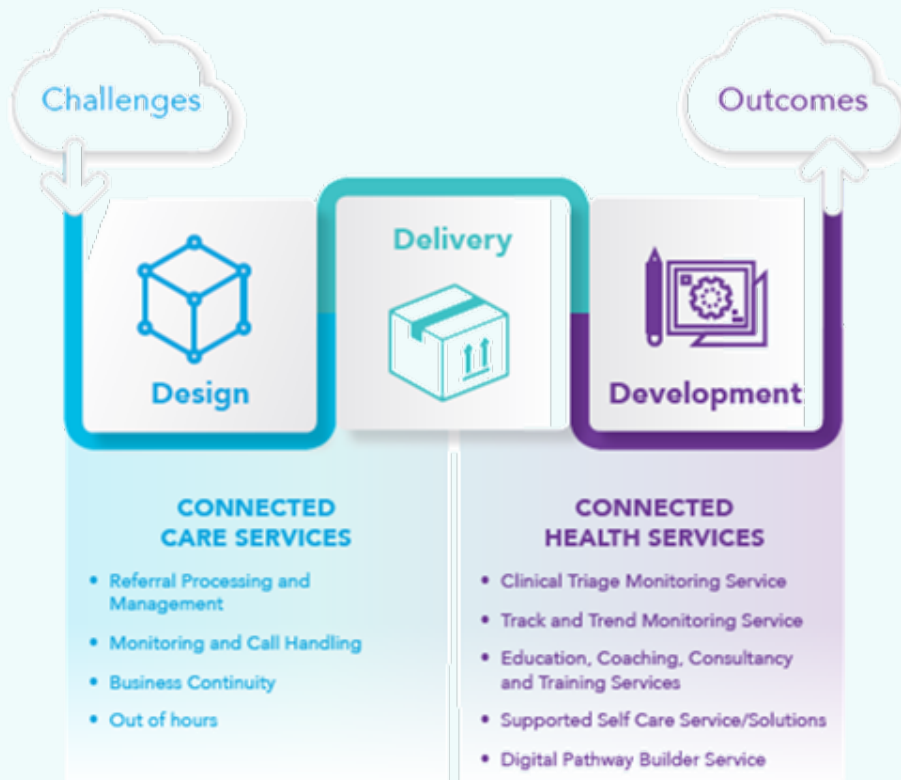 Challenges
Outcomes
Delivery
Design
Development
CONNECTED
CARE SERVICES
• Referral Processing and
Management
• Monitoring and Call Handling
• Business Continuity
• Out of hours
CONNECTED
HEALTH SERVICES
• Clinical Triage Monitoring Service
• Track and Trend Monitoring Service
• Education, Coaching, Consultancy
and Training Services
• Supported Self Care Service/Solutions
• Digital Pathway Builder Service